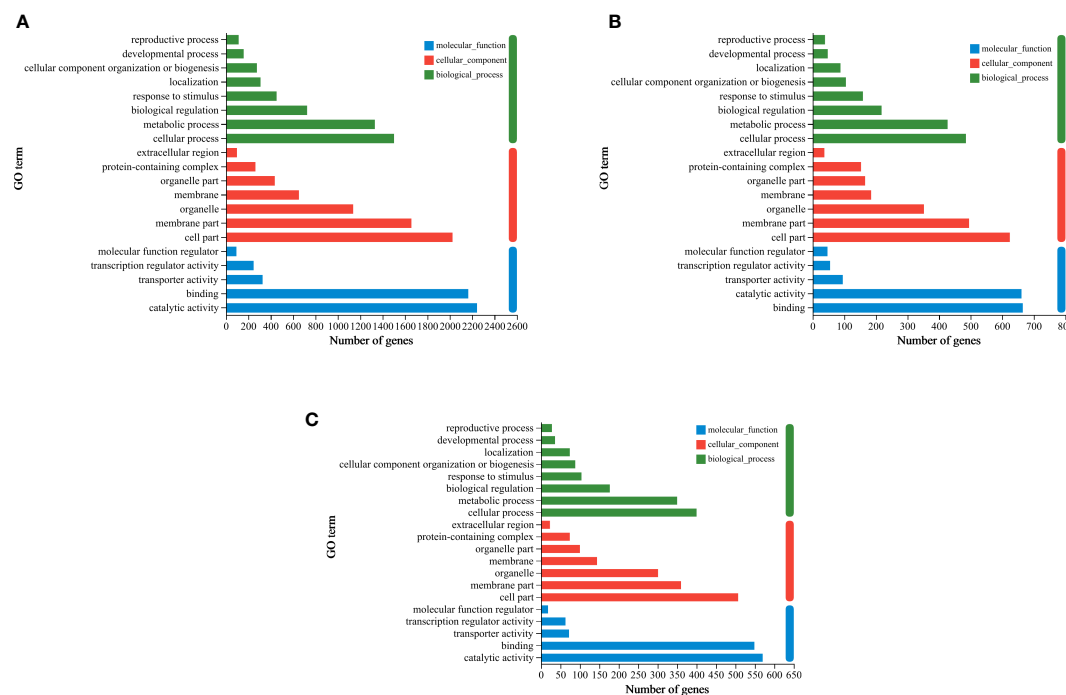 A
GO term
reproductive process
developmental process
cellular component organization or biogenesis
localization
response to stimulus
biological regulation
metabolic process
cellular process
extracellular region
protein-containing complex
organelle part
membrane
organelle
membrane part
cell part
molecular function regulator
transcription regulator activity
transporter activity
binding
catalytic activity
0 200 400 600 800 1000 1200 1400 1600 1800 2000 2200 2400 2600
Number of genes
molecular_function
cellular_component
biological_process
B
GO term
reproductive process
developmental process
localization
cellular component organization or biogenesis
response to stimulus
biological regulation
metabolic process
cellular process
extracellular region
protein-containing complex
organelle part
membrane
organelle
membrane part
cell part
molecular function regulator
transcription regulator activity
transporter activity
catalytic activity
binding
0 100 200 300 400 500 600 700
Number of genes
molecular_function
cellular_component
biological_process
C
GO term
reproductive process
developmental process
localization
cellular component organization or biogenesis
response to stimulus
biological regulation
metabolic process
cellular process
extracellular region
protein-containing complex
organelle part
membrane
organelle
membrane part
cell part
molecular function regulator
transcription regulator activity
transporter activity
binding
catalytic activity
0 50 100 150 200 250 300 350 400 450 500 550 600 650
Number of genes
molecular_function
cellular_component
biological_process